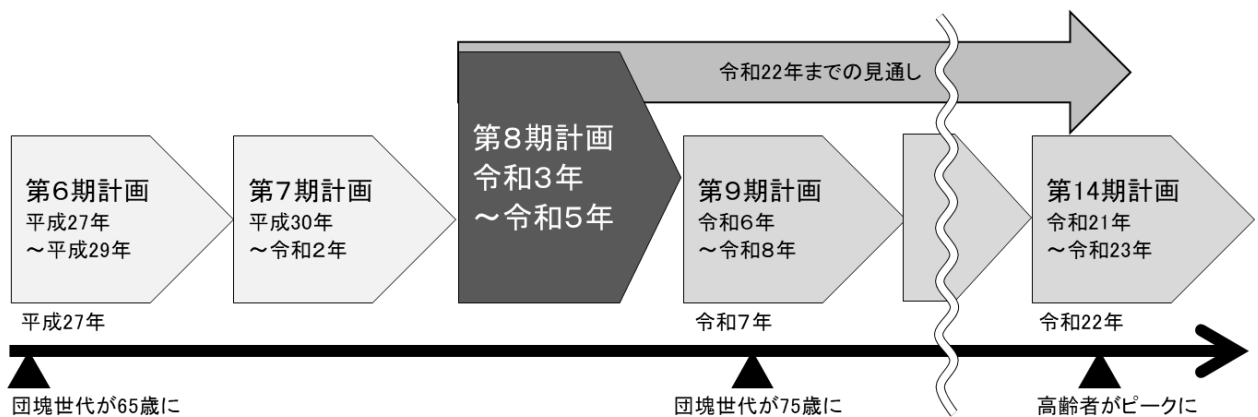 令和22年までの見通し
第6期計画
平成27年
～平成29年
第7期計画
平成30年
～令和2年
第8期計画
令和3年
～令和5年
第9期計画
令和6年
～令和8年
第14期計画
令和21年
～令和23年
平成27年
令和7年
令和22年
団塊世代が65歳に
団塊世代が75歳に
高齢者がピークに